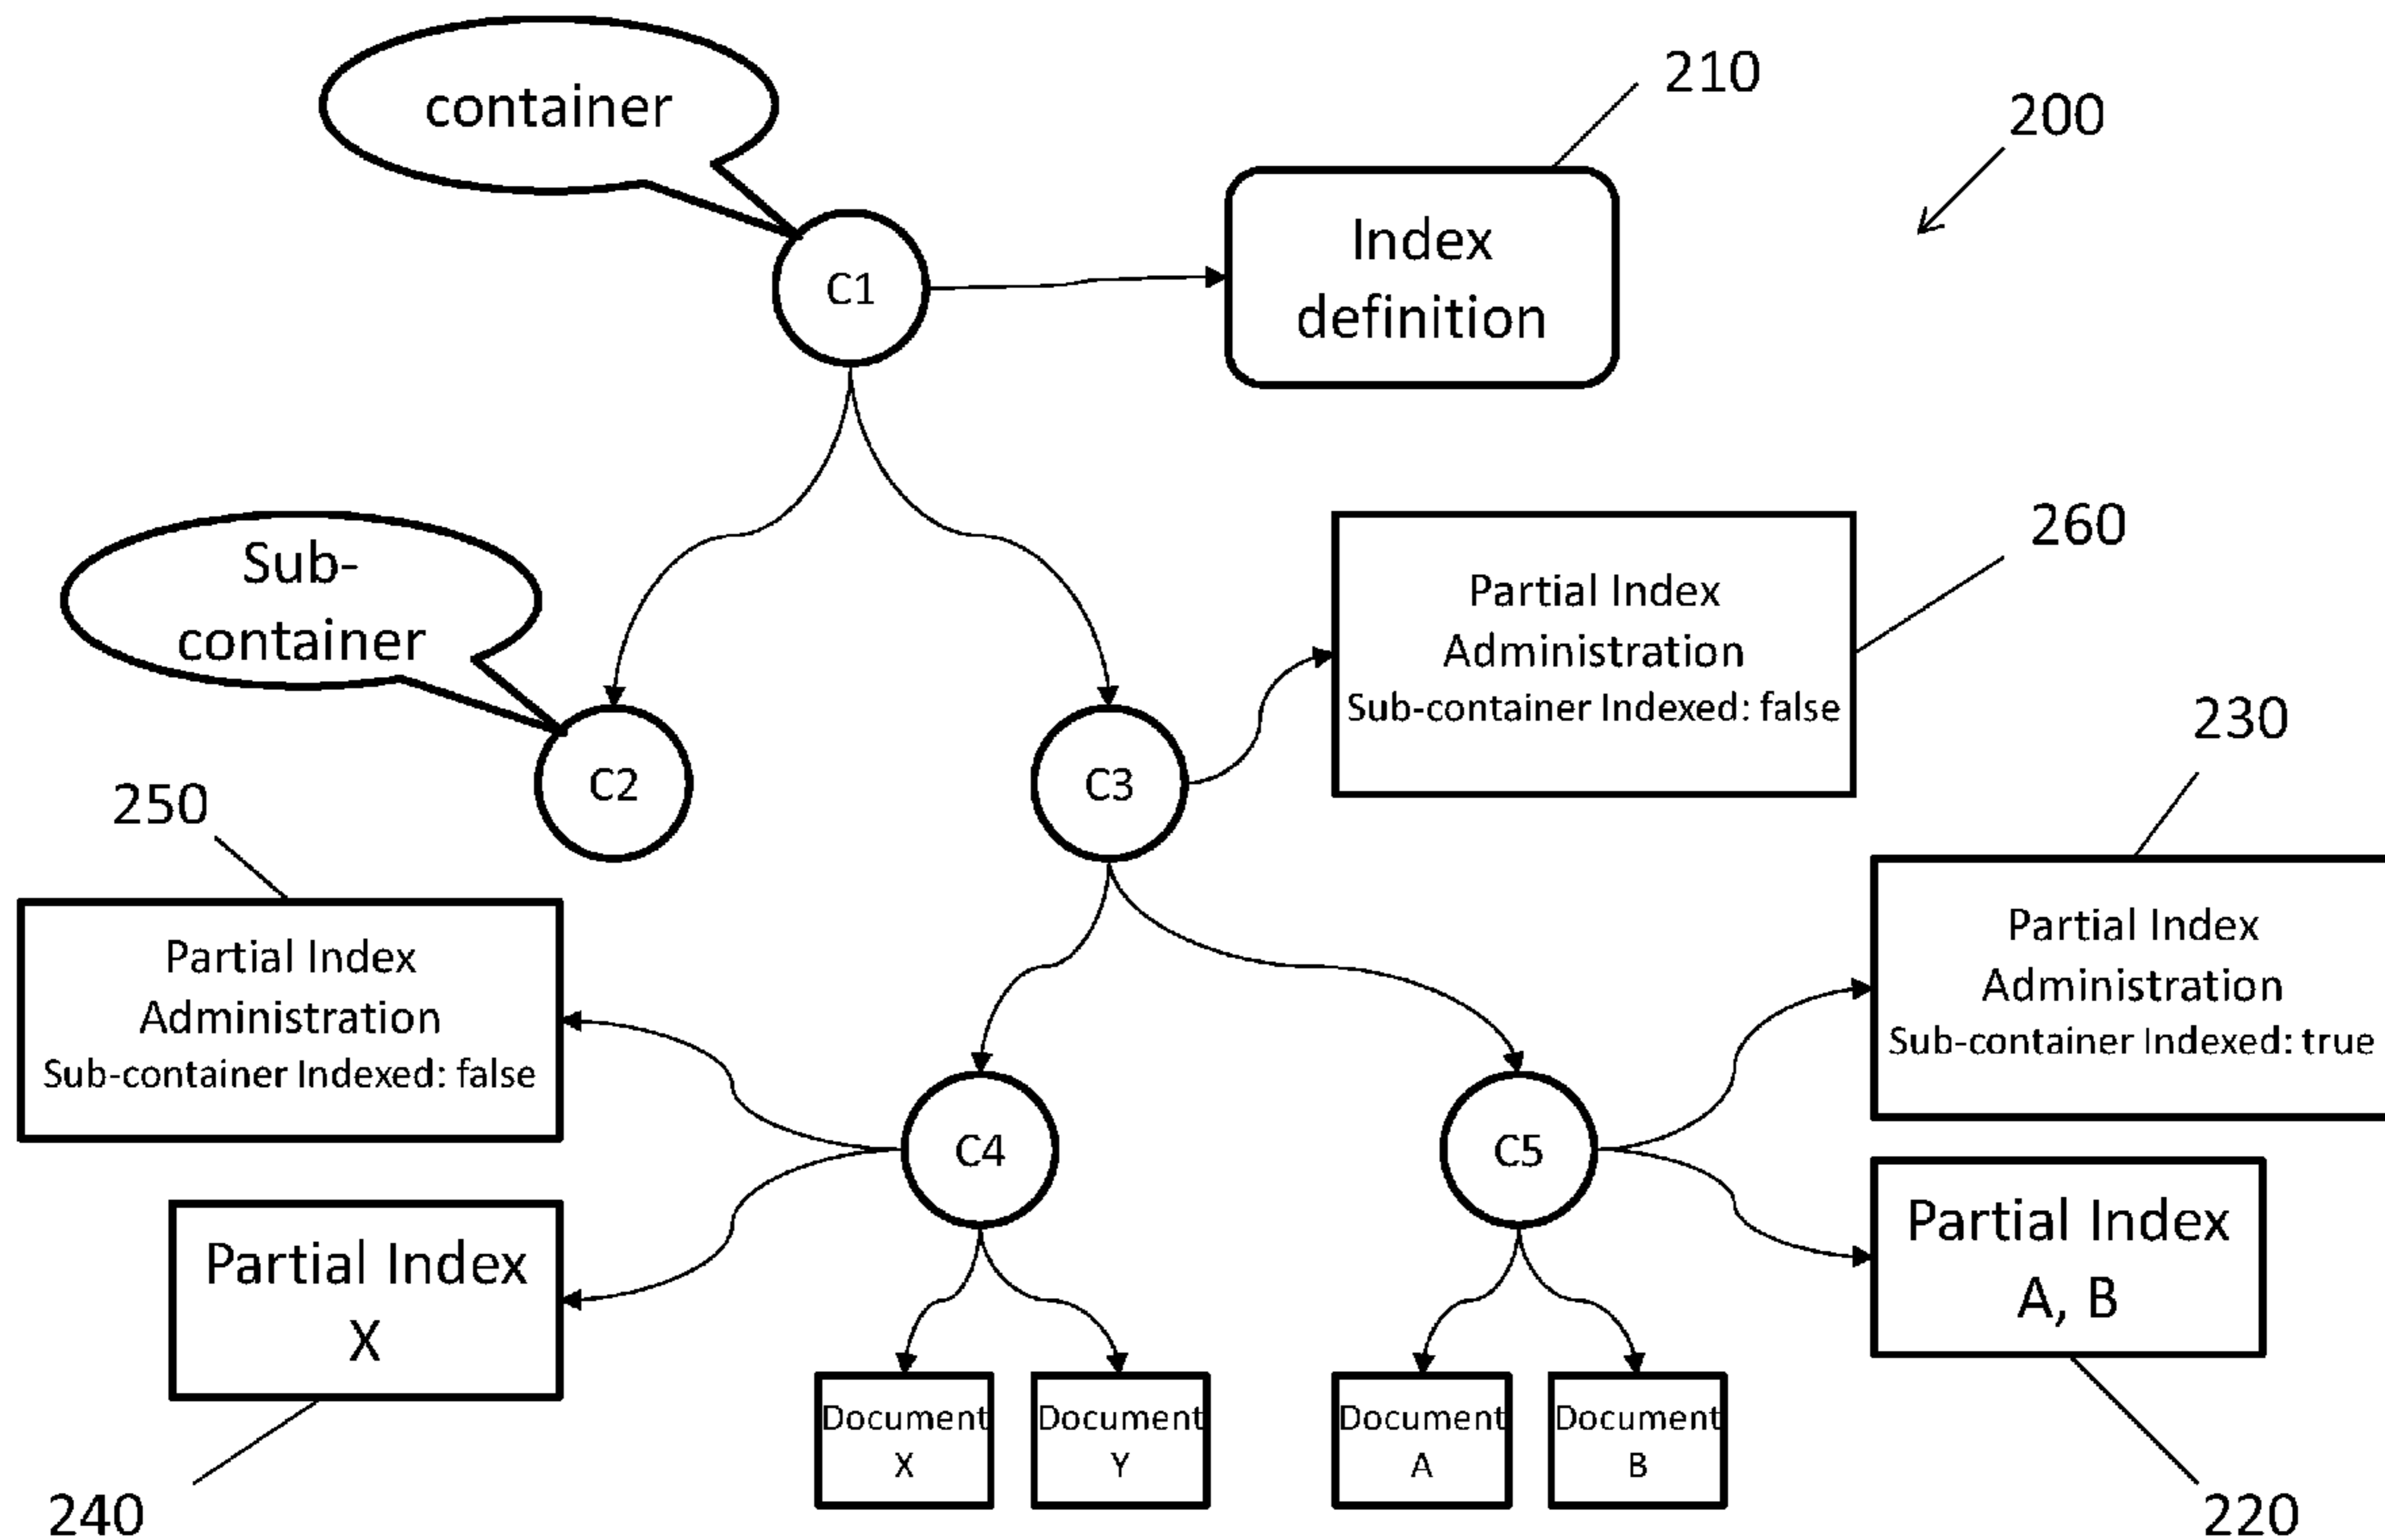 container
210
200
Index
definition
C1
Sub-
container
260
Partial Index
Administration
Sub-container Indexed: false
C2
C3
230
250
Partial Index
Administration
Sub-container Indexed: true
Partial Index
Administration
Sub-container Indexed: false
C4
C5
Partial Index
A, B
Partial Index
X
Document
X
Document
Y
Document
A
Document
B
240
220